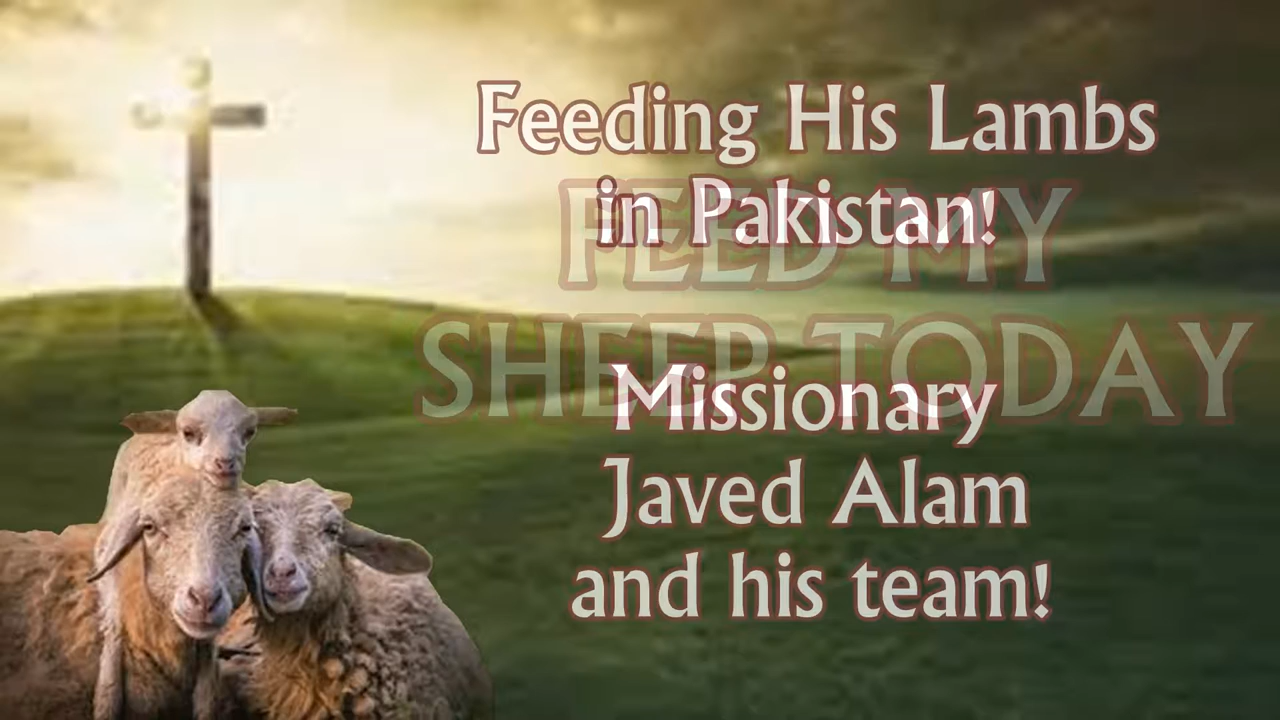 Feeding His Lambs
in Pakistan!
FEED MY
SHEEP TODAY
Missionary
Javed Alam
and his team!